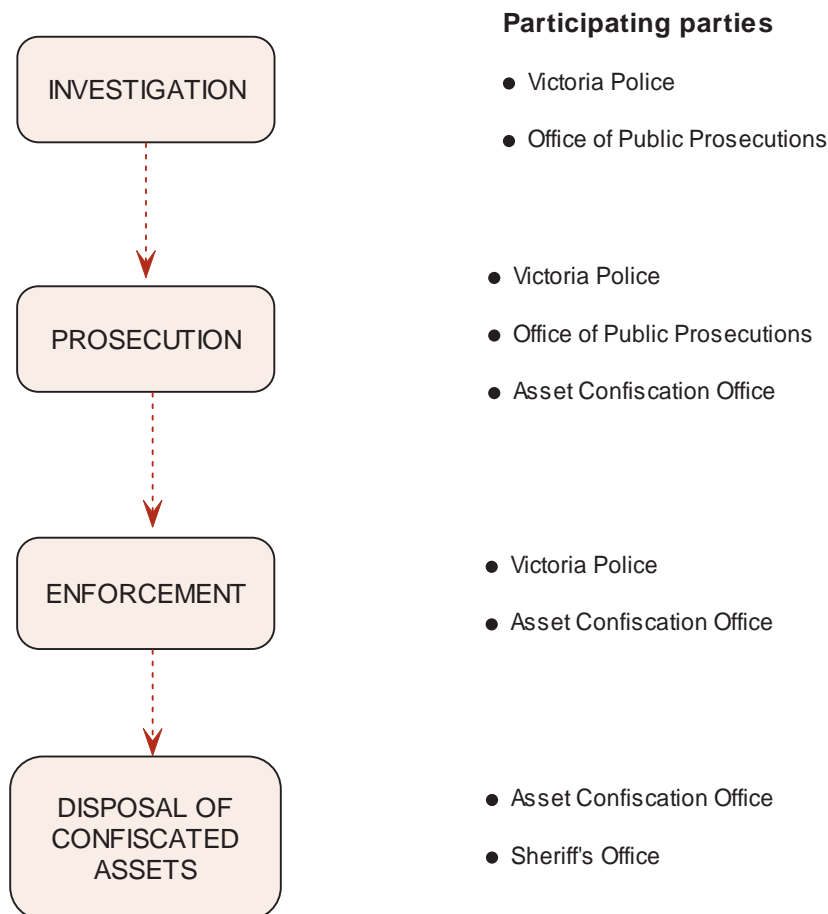 Participating parties
INVESTIGATION
● Victoria Police
● Office of Public Prosecutions
PROSECUTION
● Victoria Police
● Office of Public Prosecutions
● Asset Confiscation Office
ENFORCEMENT
● Victoria Police
● Asset Confiscation Office
DISPOSAL OF
CONFISCATED
ASSETS
● Asset Confiscation Office
● Sheriff's Office